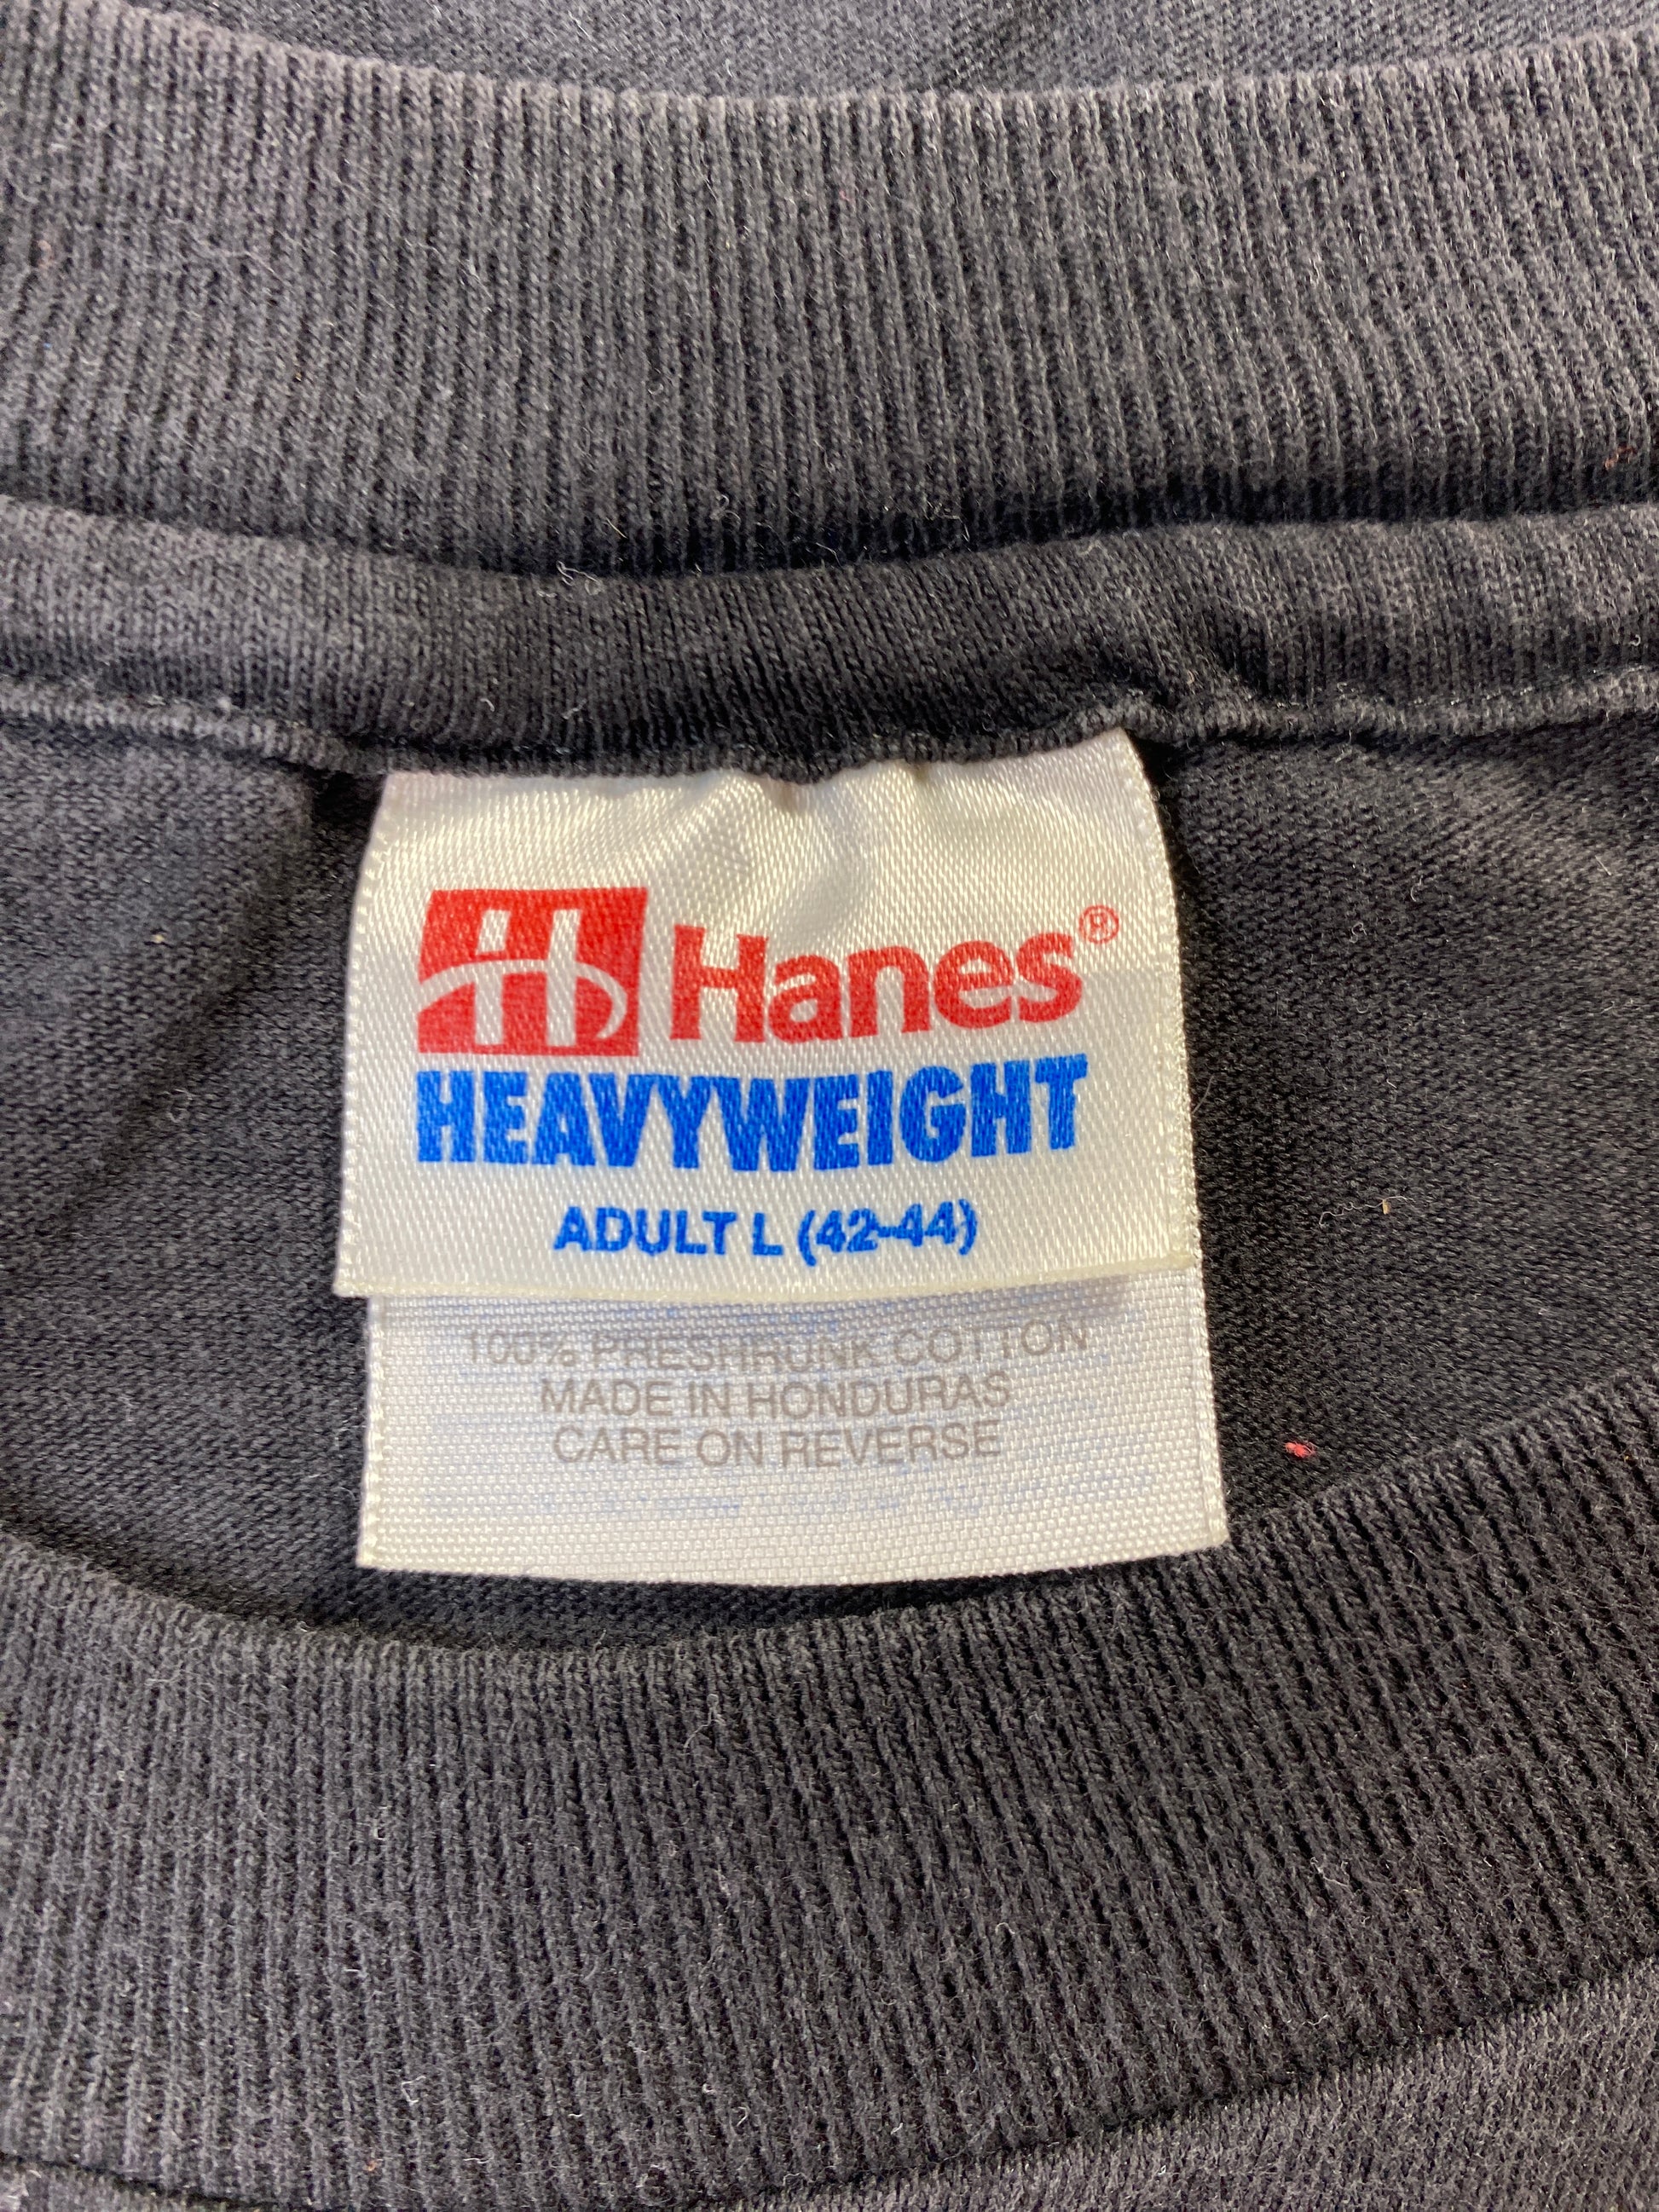 Hanes®
HEAVYWEIGHT
ADULT L (42-44)
100% PRESHRUNK COTTON
MADE IN HONDURAS
CARE ON REVERSE